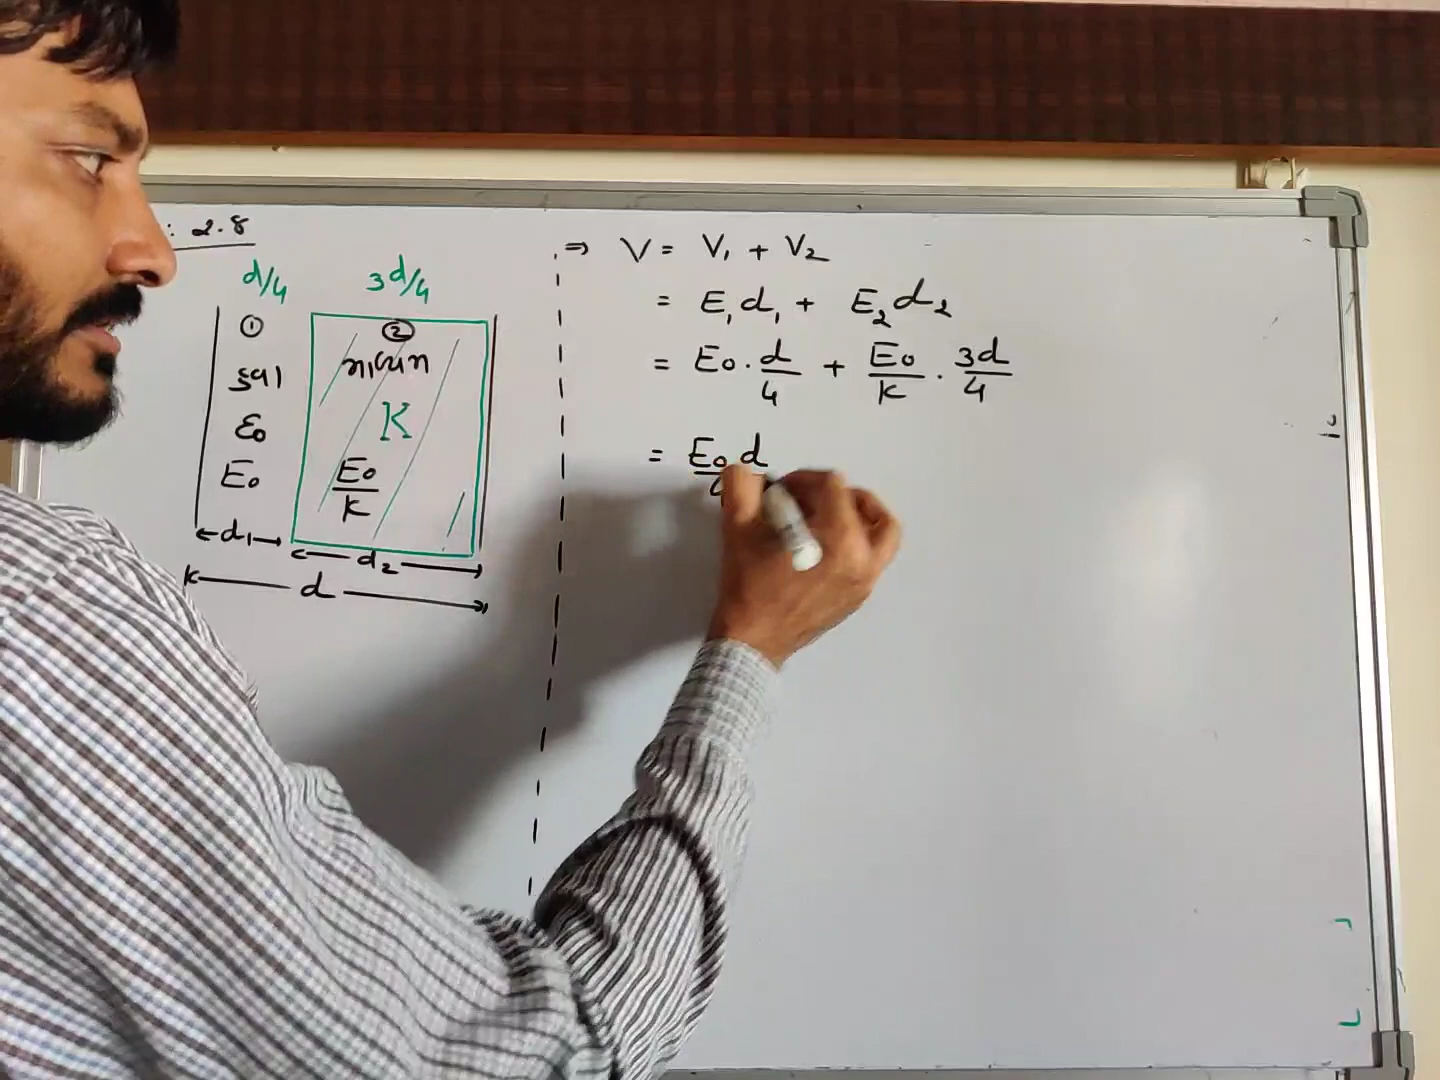 : 2.8
d/4 3d/4
① ②
હવા માધ્યમ
ε₀ K
E₀ E₀/K
d₁ d₂
d
⇒ V = V₁ + V₂
= E₁d₁ + E₂d₂
= E₀ · d/4 + E₀/K · 3d/4
= E₀d